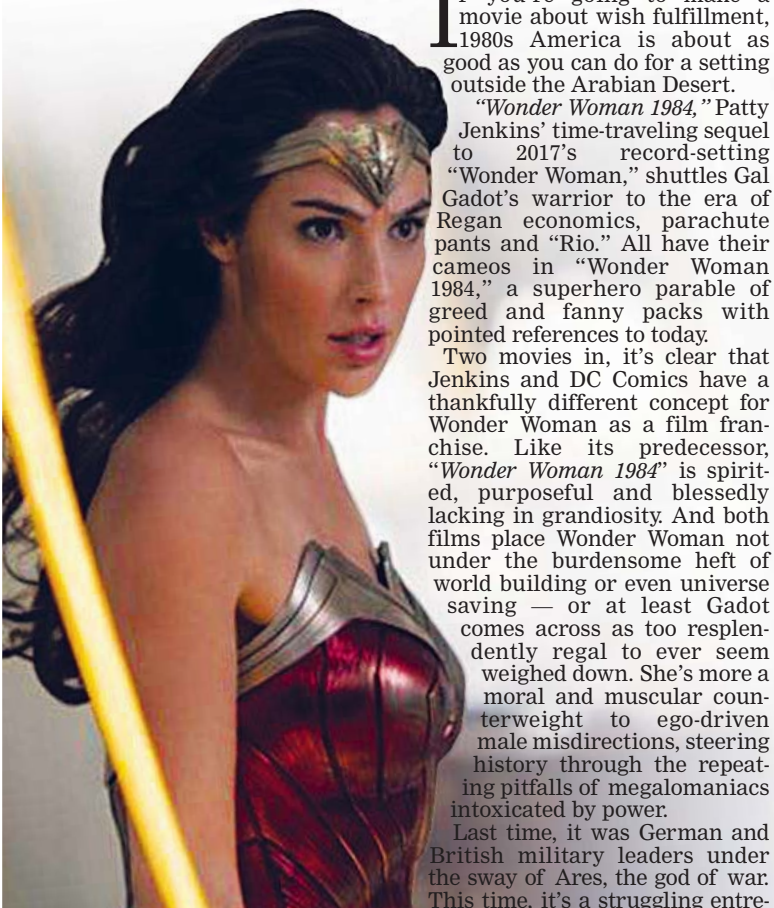 If you're going to make a
movie about wish fulfillment,
1980s America is about as
good as you can do for a setting
outside the Arabian Desert.
“Wonder Woman 1984,” Patty
Jenkins’ time-traveling sequel
to 2017’s record-setting
“Wonder Woman,” shuttles Gal
Gadot’s warrior to the era of
Regan economics, parachute
pants and “Rio.” All have their
cameos in “Wonder Woman
1984,” a superhero parable of
greed and fanny packs with
pointed references to today.
Two movies in, it’s clear that
Jenkins and DC Comics have a
thankfully different concept for
Wonder Woman as a film fran-
chise. Like its predecessor,
“Wonder Woman 1984” is spirit-
ed, purposeful and blessedly
lacking in grandiosity. And both
films place Wonder Woman not
under the burdensome heft of
world building or even universe
saving — or at least Gadot
comes across as too resplen-
dently regal to ever seem
weighed down. She’s more a
moral and muscular coun-
terweight to ego-driven
male misdirections, steering
history through the repeat-
ing pitfalls of megalomaniacs
intoxicated by power.
Last time, it was German and
British military leaders under
the sway of Ares, the god of war.
This time, it’s a struggling entre-